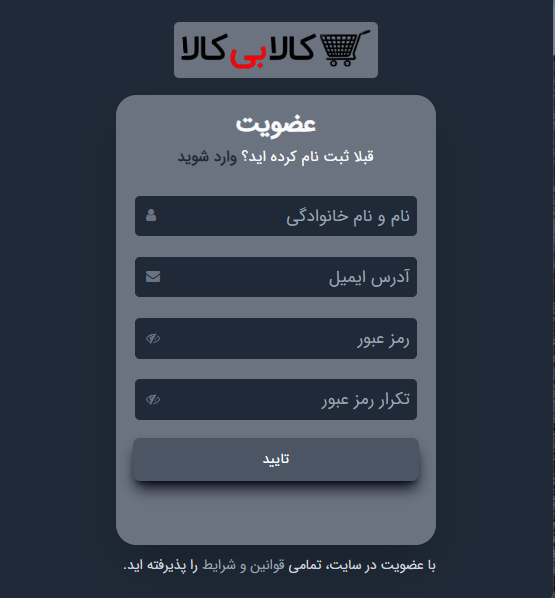 کالابی‌کالا
عضویت
قبلا ثبت نام کرده اید؟ وارد شوید
نام و نام خانوادگی
آدرس ایمیل
رمز عبور
تکرار رمز عبور
تایید
با عضویت در سایت، تمامی قوانین و شرایط را پذیرفته اید.